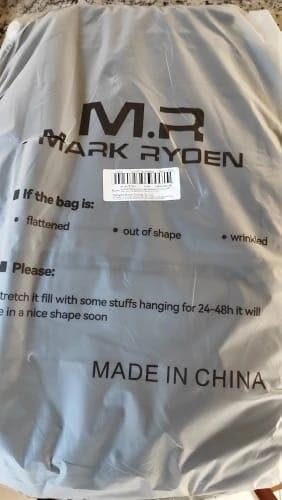 M.R
MARK RYDEN
If the bag is:
• flattened
• out of shape
• wrinkled
Please:
stretch it fill with some stuffs hanging for 24-48h it will
e in a nice shape soon
MADE IN CHINA